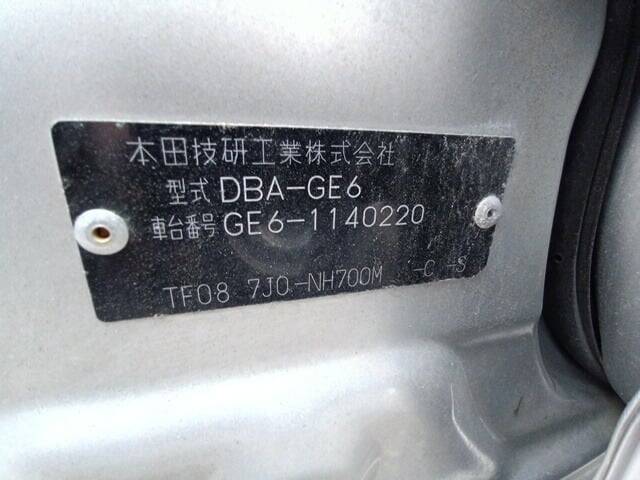 本田技研工業株式会社
型式 DBA-GE6
車台番号 GE6-1140220
TF08 7J0-NH700M -C -S